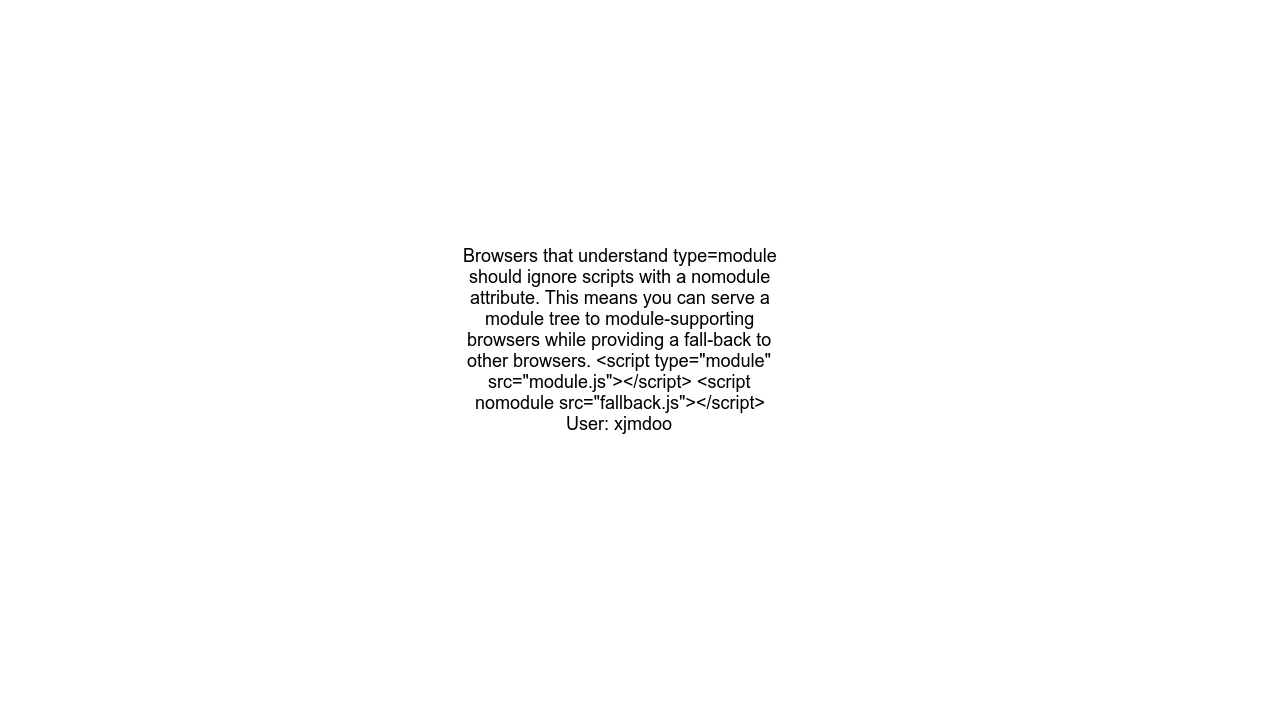 Browsers that understand type=module
should ignore scripts with a nomodule
attribute. This means you can serve a
module tree to module-supporting
browsers while providing a fall-back to
other browsers. <script type="module"
src="module.js"></script> <script
nomodule src="fallback.js"></script>
User: xjmdoo